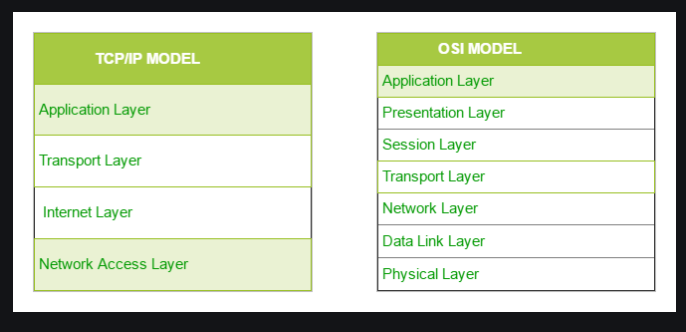 TCP/IP MODEL
Application Layer
Transport Layer
Internet Layer
Network Access Layer
OSI MODEL
Application Layer
Presentation Layer
Session Layer
Transport Layer
Network Layer
Data Link Layer
Physical Layer